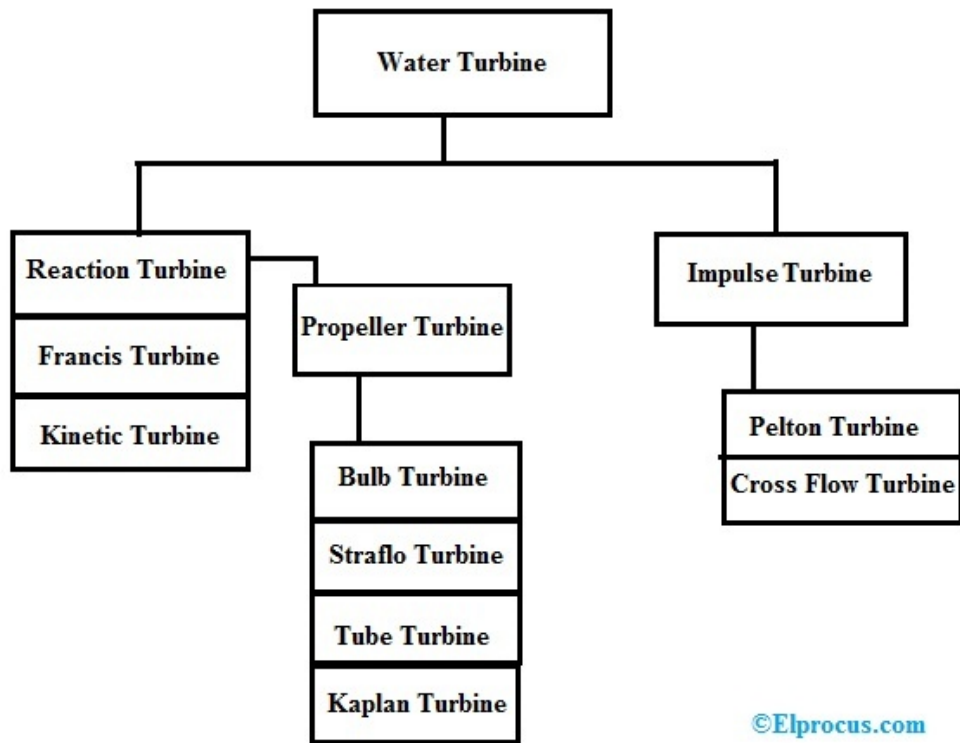 Water Turbine
Reaction Turbine
Francis Turbine
Kinetic Turbine
Propeller Turbine
Bulb Turbine
Straflo Turbine
Tube Turbine
Kaplan Turbine
Impulse Turbine
Pelton Turbine
Cross Flow Turbine
©Elprocus.com